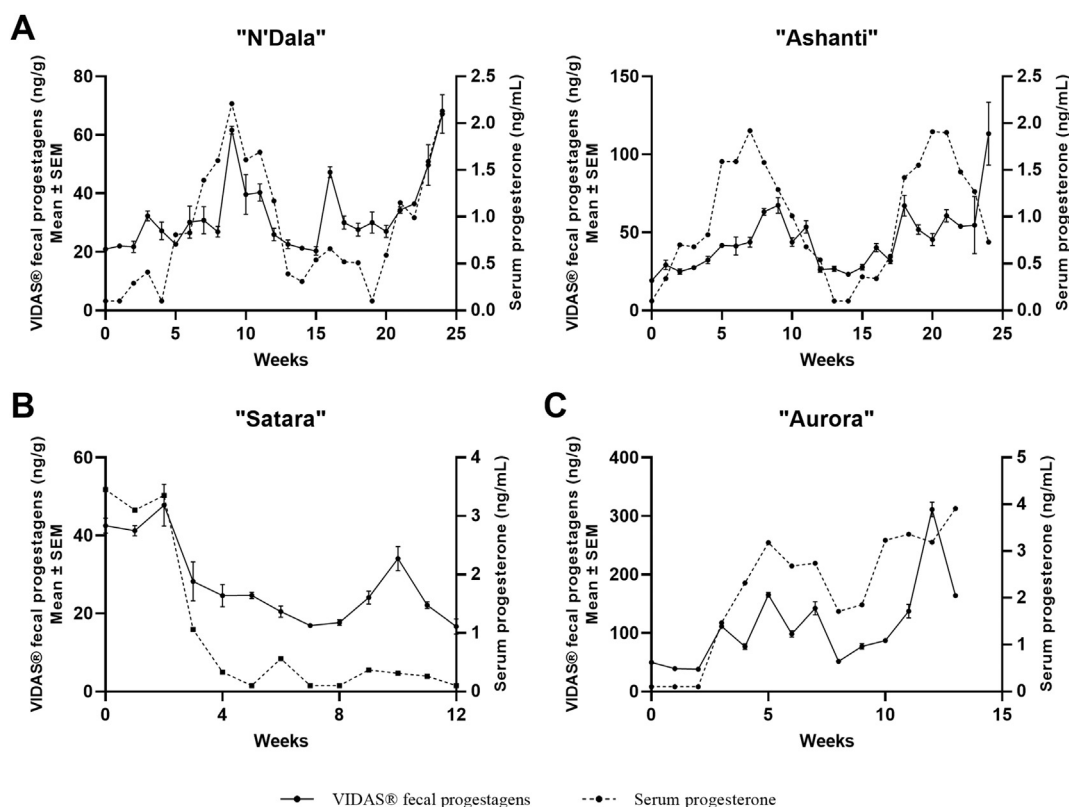 A
"N'Dala"
VIDAS® fecal progestagens (ng/g)
Mean ± SEM
80
60
40
20
0
2.5
2.0
1.5
1.0
0.5
0.0
Serum progesterone (ng/mL)
0 5 10 15 20 25
Weeks
"Ashanti"
VIDAS® fecal progestagens (ng/g)
Mean ± SEM
150
100
50
0
2.5
2.0
1.5
1.0
0.5
0.0
Serum progesterone (ng/mL)
0 5 10 15 20 25
Weeks
B
"Satara"
VIDAS® fecal progestagens (ng/g)
Mean ± SEM
60
40
20
0
4
3
2
1
0
Serum progesterone (ng/mL)
0 4 8 12
Weeks
C
"Aurora"
VIDAS® fecal progestagens (ng/g)
Mean ± SEM
400
300
200
100
0
5
4
3
2
1
0
Serum progesterone (ng/mL)
0 5 10 15
Weeks
VIDAS® fecal progestagens
Serum progesterone